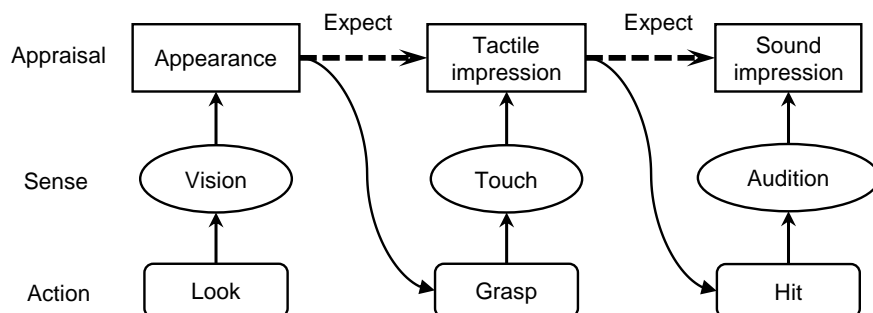 Expect Expect
Appraisal Appearance Tactile impression Sound impression
Sense Vision Touch Audition
Action Look Grasp Hit